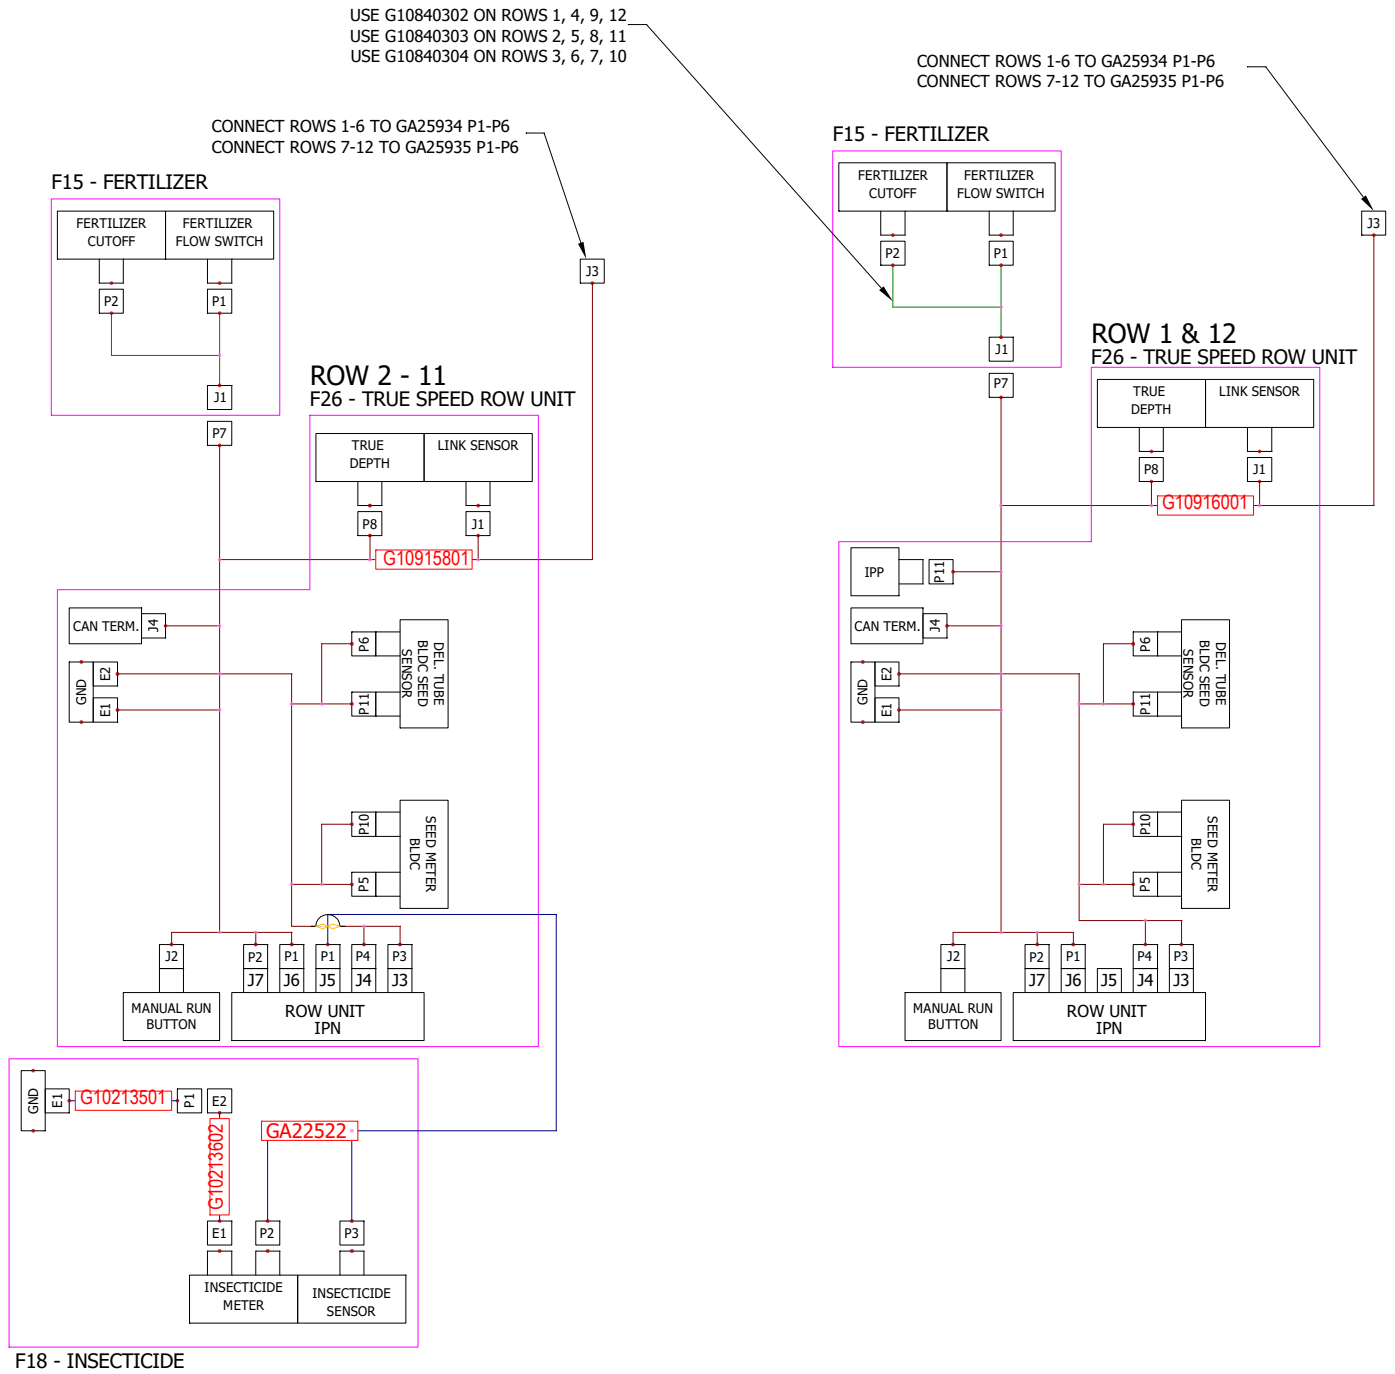 USE G10840302 ON ROWS 1, 4, 9, 12
USE G10840303 ON ROWS 2, 5, 8, 11
USE G10840304 ON ROWS 3, 6, 7, 10
CONNECT ROWS 1-6 TO GA25934 P1-P6
CONNECT ROWS 7-12 TO GA25935 P1-P6
F15 - FERTILIZER
FERTILIZER
CUTOFF
FERTILIZER
FLOW SWITCH
P2
P1
J1
P7
J3
ROW 2 - 11
F26 - TRUE SPEED ROW UNIT
TRUE
DEPTH
LINK SENSOR
P8
J1
G10915801
CAN TERM.
J4
GND
E2
E1
P6
P11
DEL. TUBE
BLDC SEED
SENSOR
P10
P5
SEED METER
BLDC
J2
P2
P1
P1
P4
P3
J7
J6
J5
J4
J3
MANUAL RUN
BUTTON
ROW UNIT
IPN
GND
E1
G10213501
P1
E2
G10213602
GA22522
E1
P2
P3
INSECTICIDE
METER
INSECTICIDE
SENSOR
F18 - INSECTICIDE
CONNECT ROWS 1-6 TO GA25934 P1-P6
CONNECT ROWS 7-12 TO GA25935 P1-P6
F15 - FERTILIZER
FERTILIZER
CUTOFF
FERTILIZER
FLOW SWITCH
P2
P1
J1
P7
J3
ROW 1 & 12
F26 - TRUE SPEED ROW UNIT
TRUE
DEPTH
LINK SENSOR
P8
J1
G10916001
IPP
P11
CAN TERM.
J4
GND
E2
E1
P6
P11
DEL. TUBE
BLDC SEED
SENSOR
P10
P5
SEED METER
BLDC
J2
P2
P1
P4
P3
J7
J6
J5
J4
J3
MANUAL RUN
BUTTON
ROW UNIT
IPN